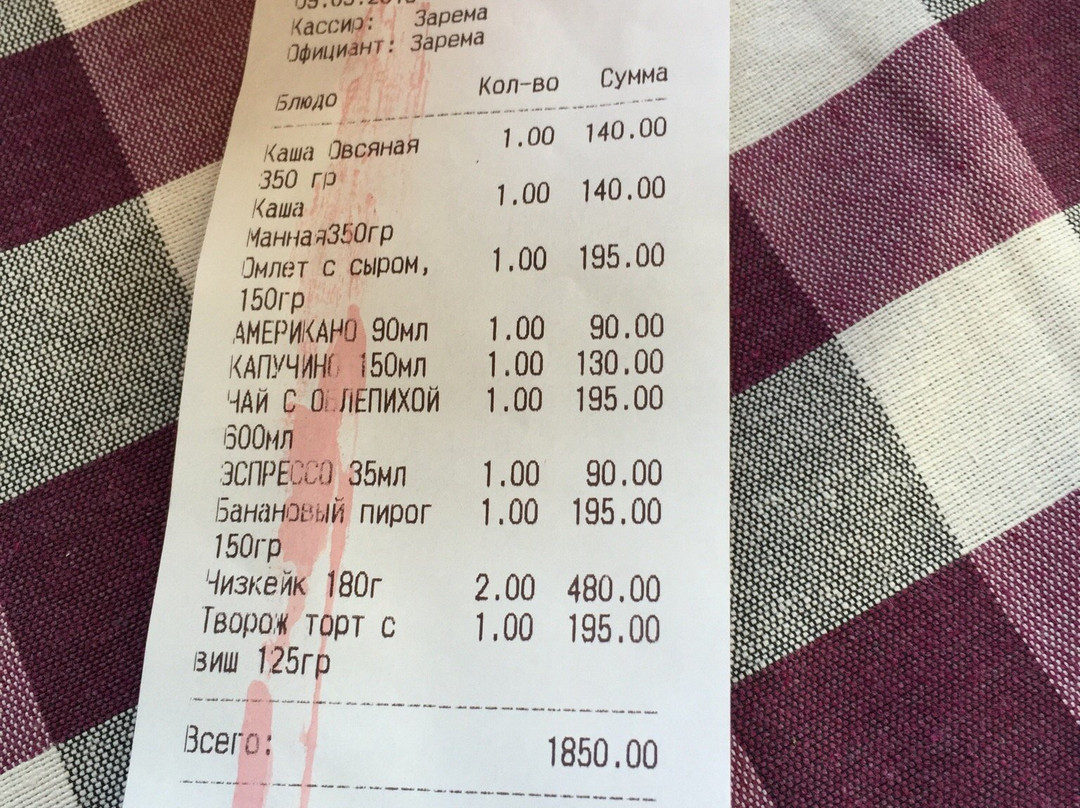 Кассир: Зарема
Официант: Зарема
Блюдо Кол-во Сумма
Каша Овсяная 1.00 140.00
350 гр
Каша 1.00 140.00
Манная350гр
Омлет с сыром, 1.00 195.00
150гр
АМЕРИКАНО 90мл 1.00 90.00
КАПУЧИНО 150мл 1.00 130.00
ЧАЙ С ОБЛЕПИХОЙ 1.00 195.00
600мл
ЭСПРЕССО 35мл 1.00 90.00
Банановый пирог 1.00 195.00
150гр
Чизкейк 180г 2.00 480.00
Творож торт с 1.00 195.00
виш 125гр
Всего: 1850.00